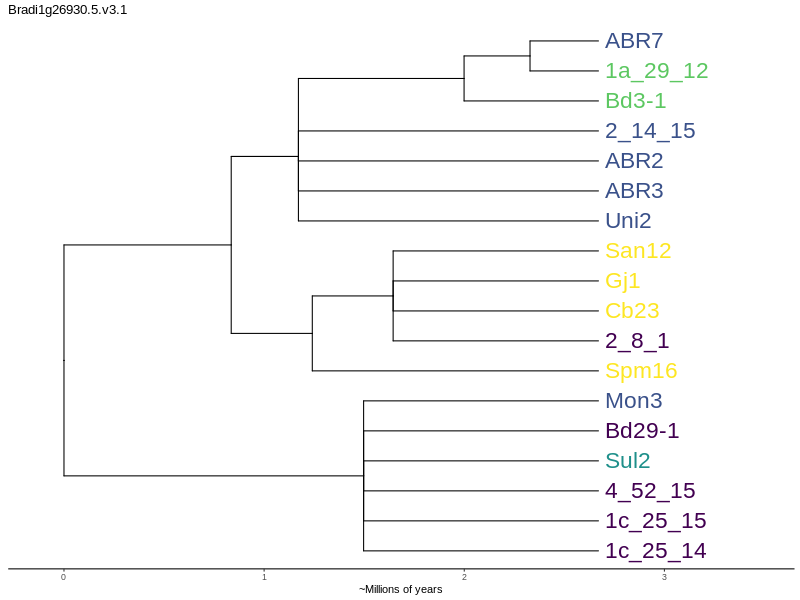 Bradi1g26930.5.v3.1
ABR7
1a_29_12
Bd3-1
2_14_15
ABR2
ABR3
Uni2
San12
Gj1
Cb23
2_8_1
Spm16
Mon3
Bd29-1
Sul2
4_52_15
1c_25_15
1c_25_14
0 1 2 3
~Millions of years